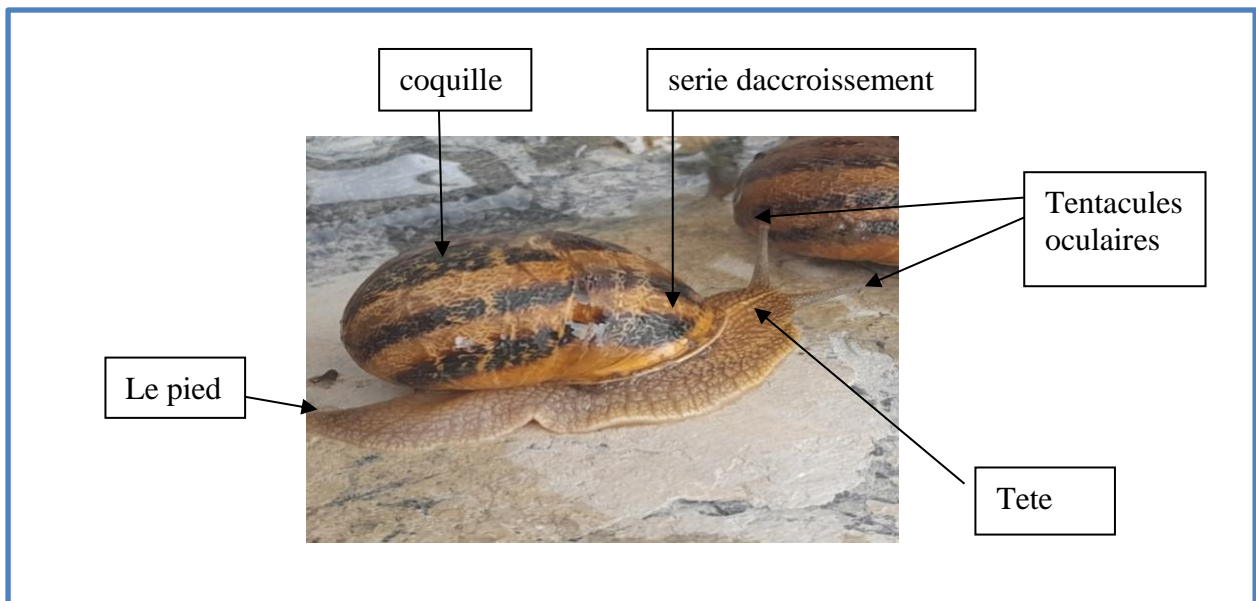 coquille
serie daccroissement
Tentacules
oculaires
Le pied
Tete